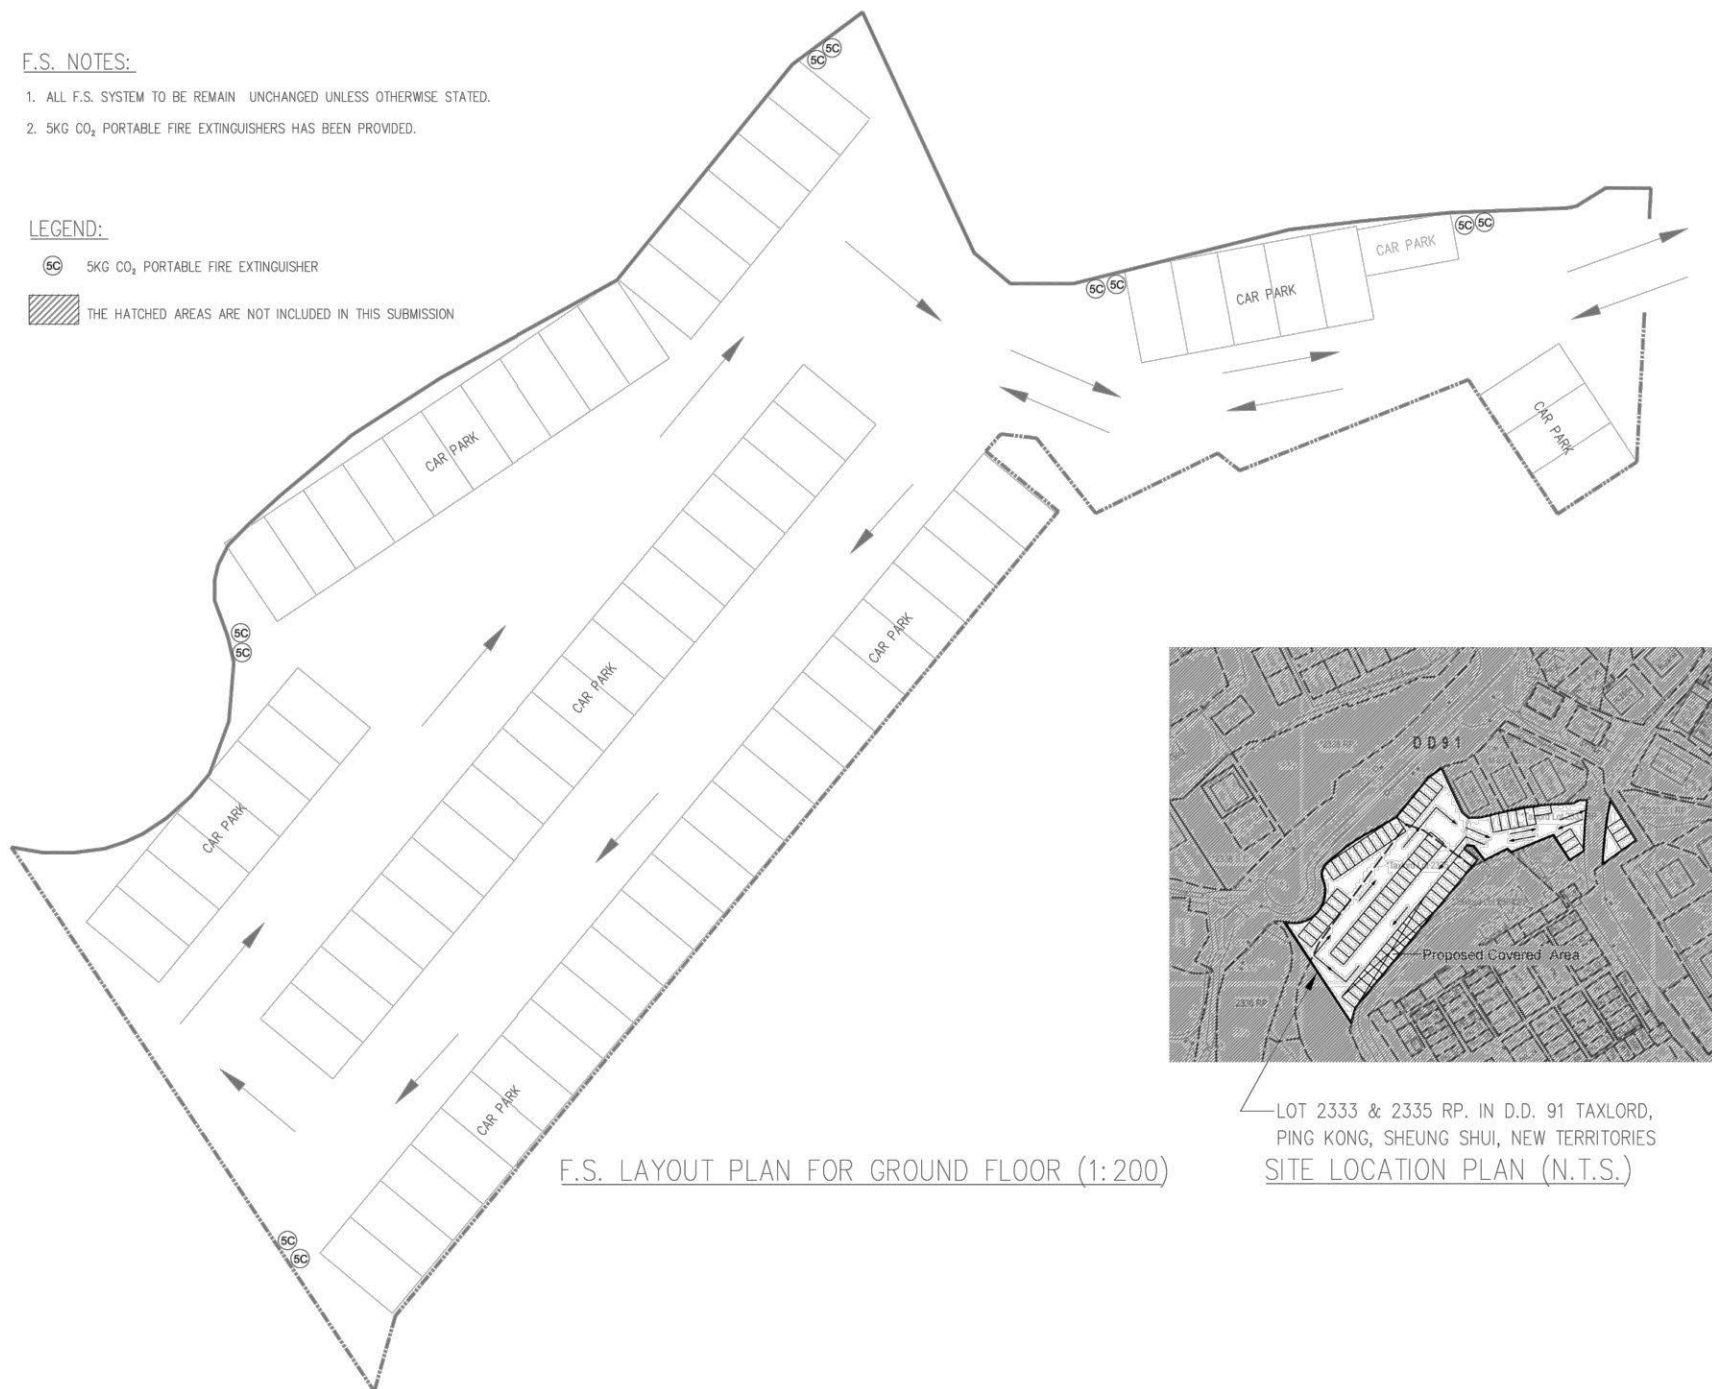 F.S. NOTES:
1. ALL F.S. SYSTEM TO BE REMAIN UNCHANGED UNLESS OTHERWISE STATED.
2. 5KG CO₂ PORTABLE FIRE EXTINGUISHERS HAS BEEN PROVIDED.
LEGEND:
5C 5KG CO₂ PORTABLE FIRE EXTINGUISHER
THE HATCHED AREAS ARE NOT INCLUDED IN THIS SUBMISSION
5C
5C
5C 5C
5C 5C
CAR PARK
CAR PARK
CAR PARK
CAR PARK
5C
5C
CAR PARK
CAR PARK
CAR PARK
CAR PARK
5C
5C
DD91
Proposed Covered Area
2336 RP
LOT 2333 & 2335 RP. IN D.D. 91 TAXLORD,
PING KONG, SHEUNG SHUI, NEW TERRITORIES
F.S. LAYOUT PLAN FOR GROUND FLOOR (1:200)
SITE LOCATION PLAN (N.T.S.)